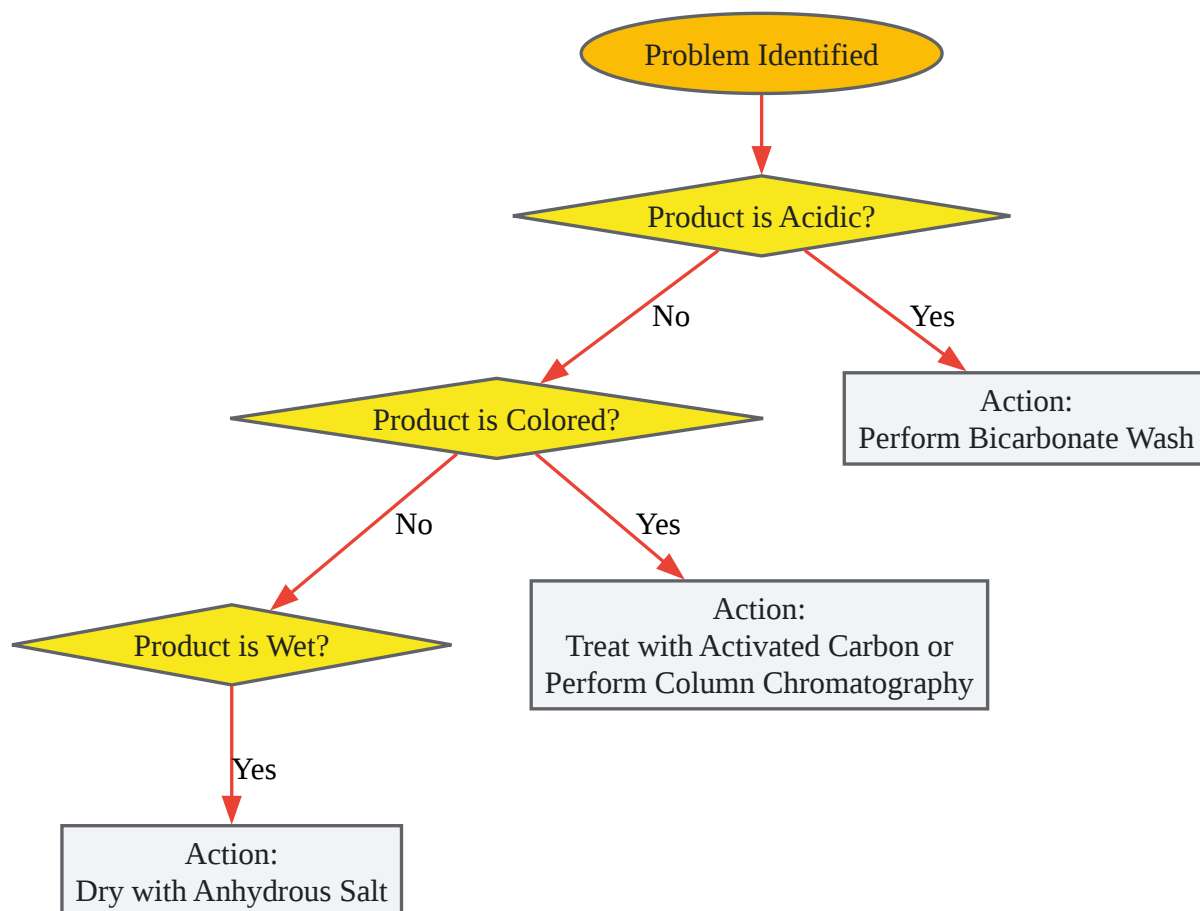 Problem Identified
Product is Acidic?
No
Yes
Product is Colored?
Action:
Perform Bicarbonate Wash
No
Yes
Product is Wet?
Action:
Treat with Activated Carbon or
Perform Column Chromatography
Yes
Action:
Dry with Anhydrous Salt